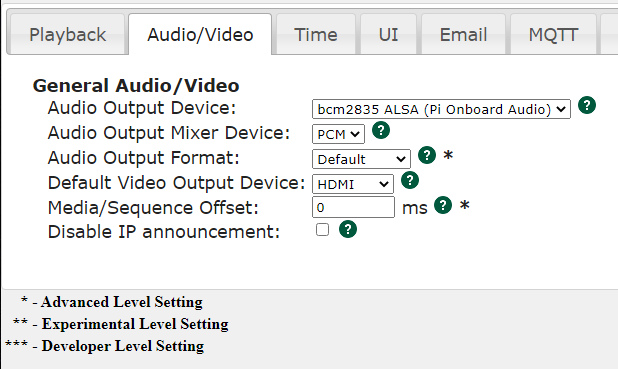 Playback Audio/Video Time UI Email MQTT
General Audio/Video
Audio Output Device: bcm2835 ALSA (Pi Onboard Audio) ?
Audio Output Mixer Device: PCM ?
Audio Output Format: Default ? *
Default Video Output Device: HDMI ?
Media/Sequence Offset: 0 ms ? *
Disable IP announcement: ?
* - Advanced Level Setting
** - Experimental Level Setting
*** - Developer Level Setting